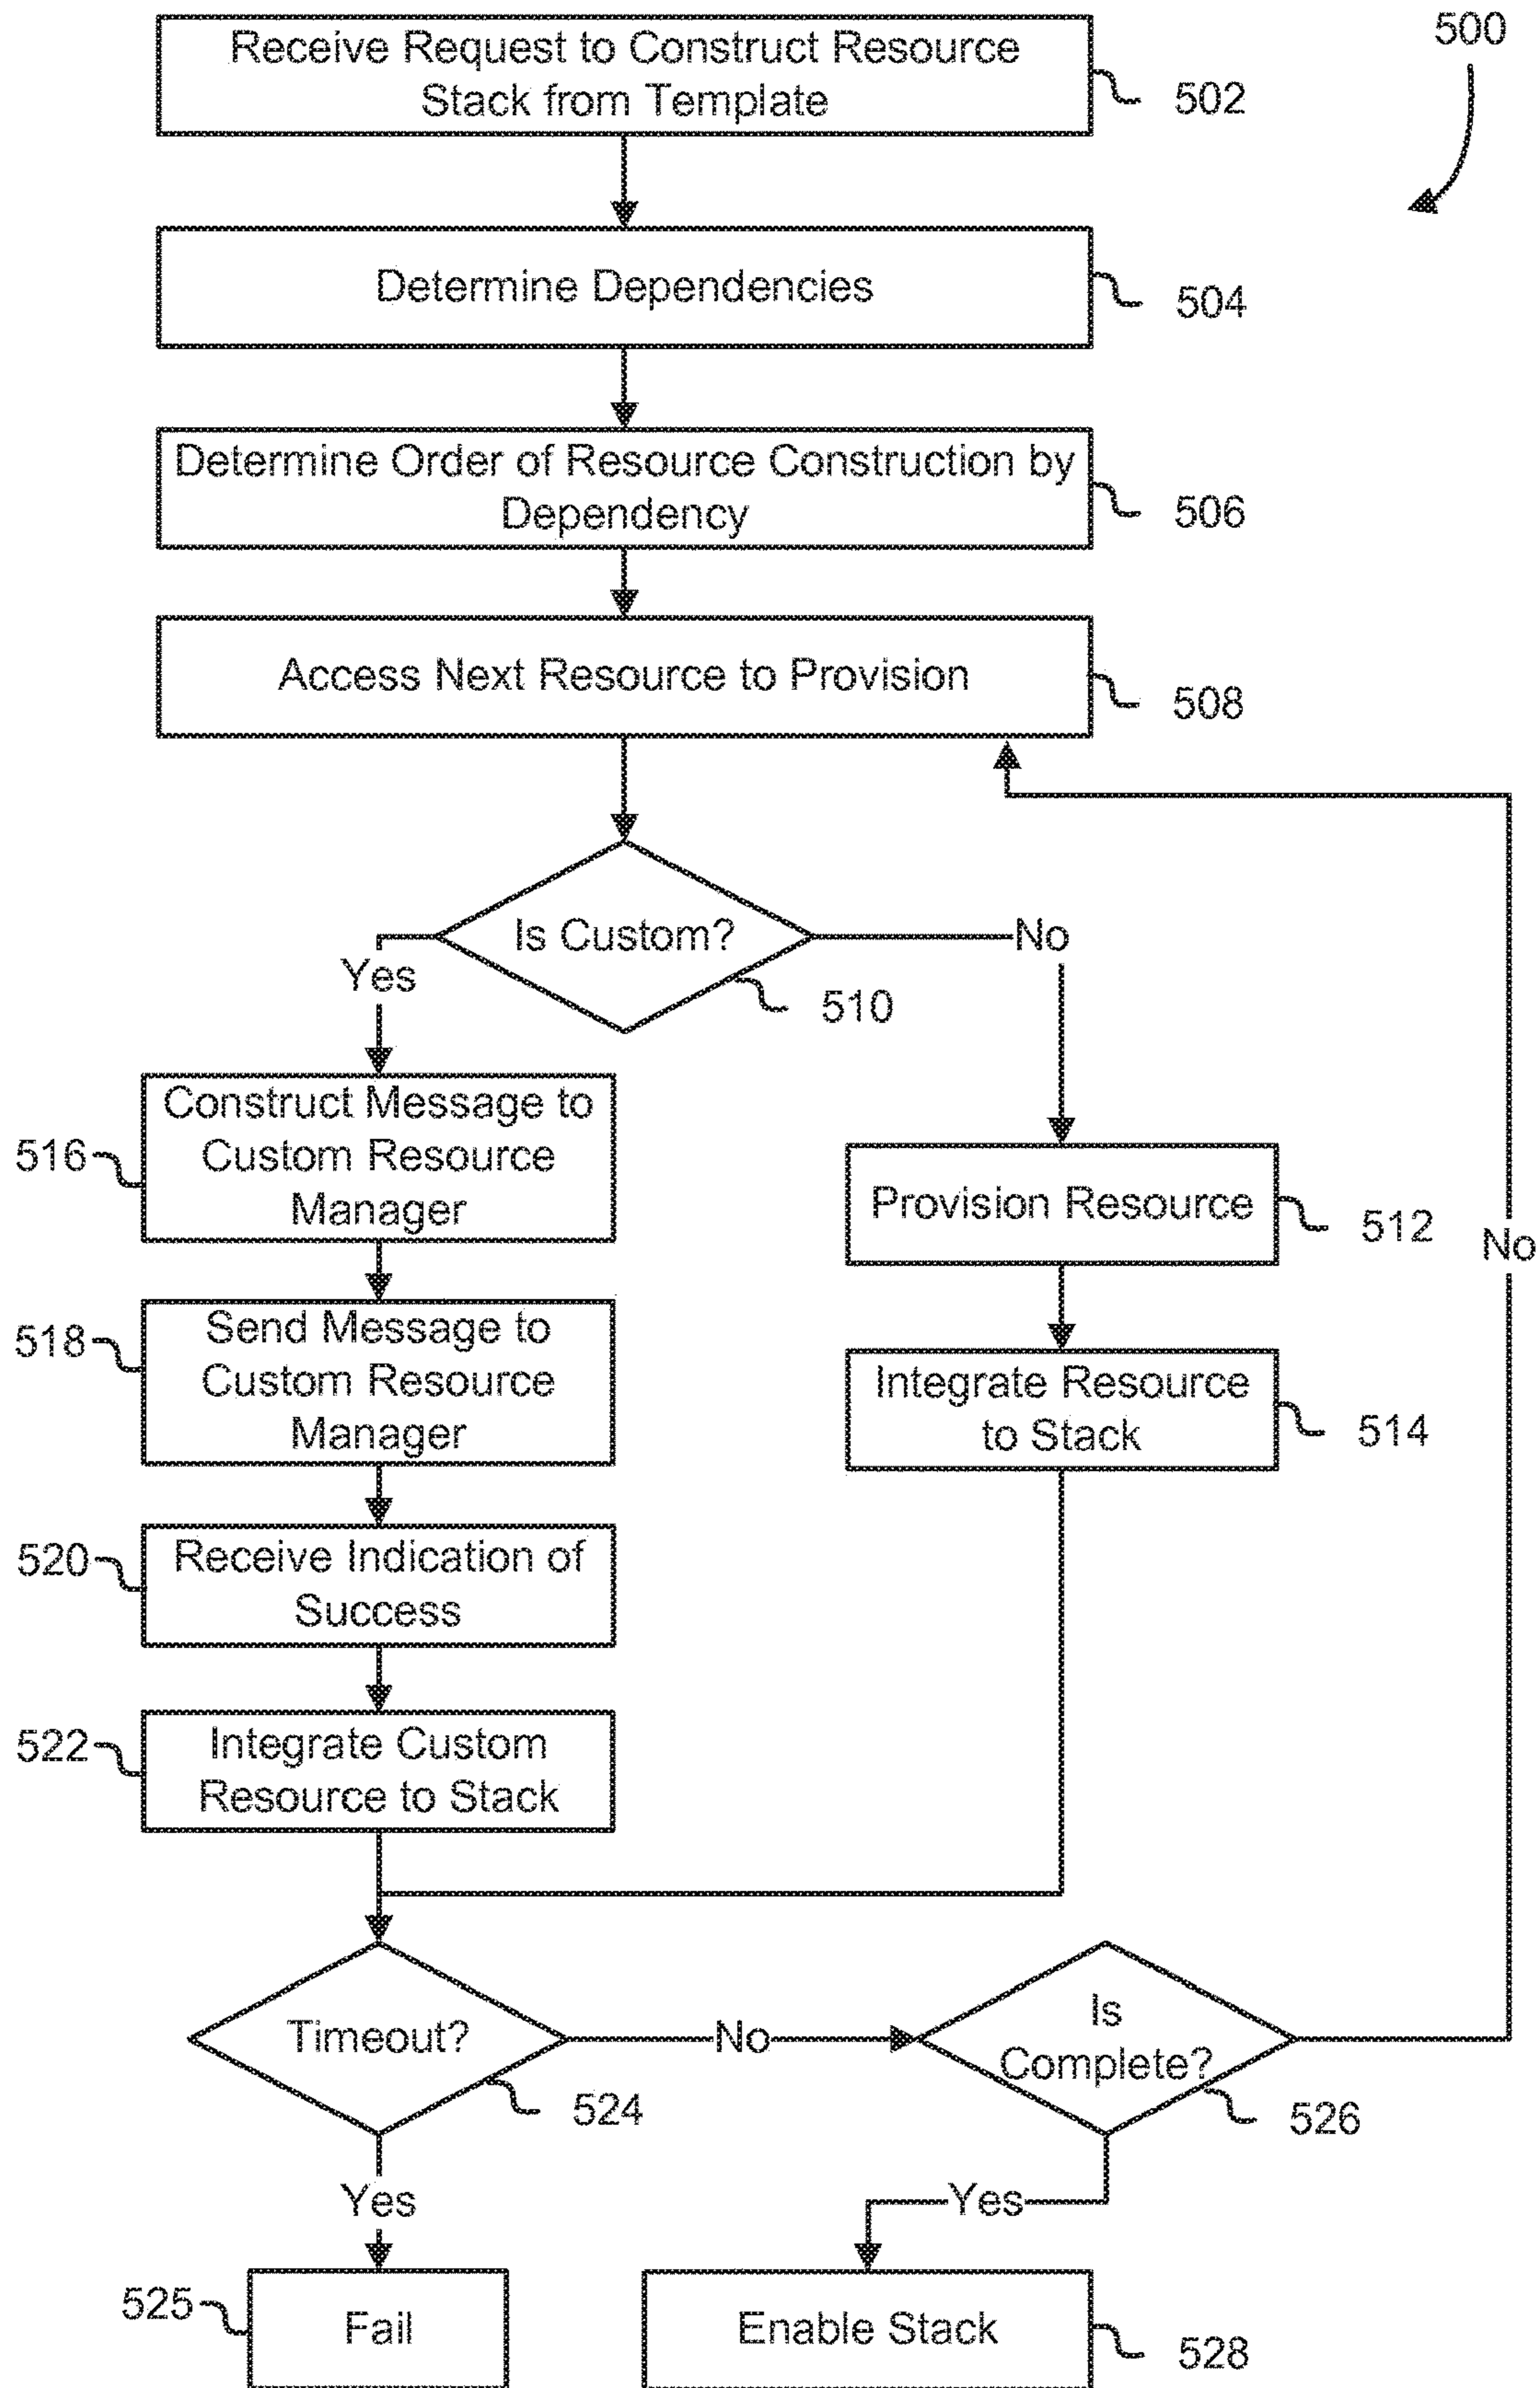 500
Receive Request to Construct Resource
Stack from Template
502
Determine Dependencies
504
Determine Order of Resource Construction by
Dependency
506
Access Next Resource to Provision
508
Is Custom?
510
Yes
No
Construct Message to
Custom Resource
Manager
516
Provision Resource
512
No
Send Message to
Custom Resource
Manager
518
Integrate Resource
to Stack
514
Receive Indication of
Success
520
Integrate Custom
Resource to Stack
522
Timeout?
524
No
Is
Complete?
526
Yes
Yes
Fail
525
Enable Stack
528